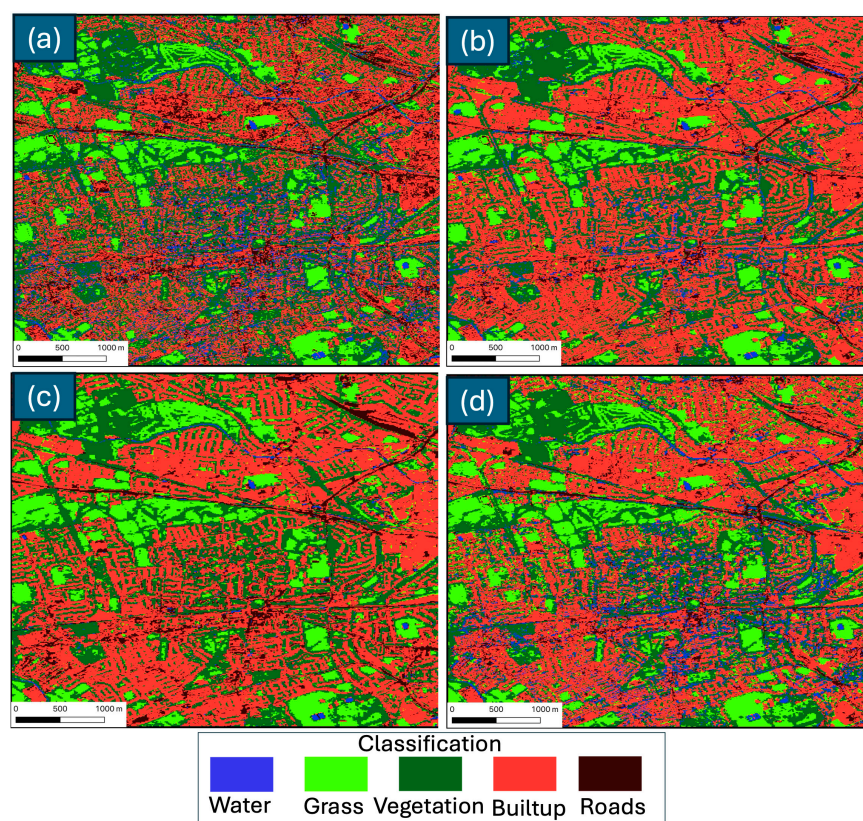 (a)
(b)
0 500 1000 m
0 500 1000 m
(c)
(d)
0 500 1000 m
0 500 1000 m
Classification
Water Grass Vegetation Builtup Roads